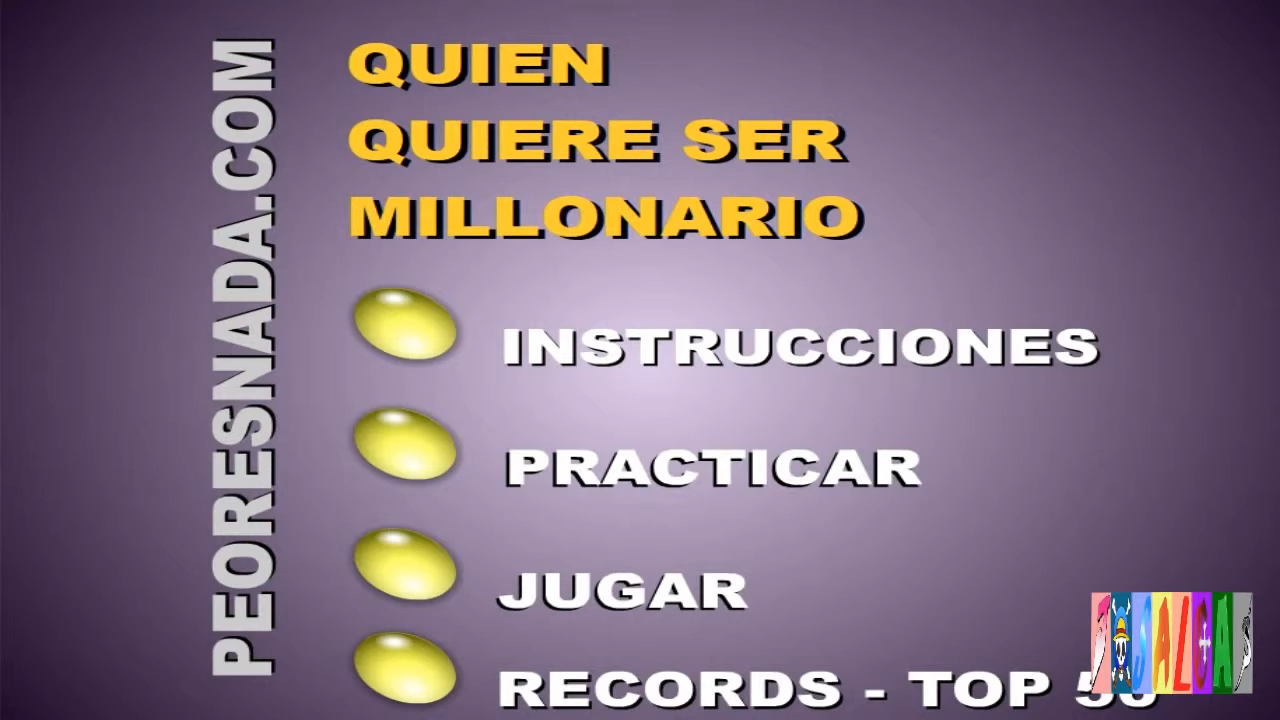 PEORESNADA.COM
QUIEN
QUIERE SER
MILLONARIO
INSTRUCCIONES
PRACTICAR
JUGAR
RECORDS - TOP